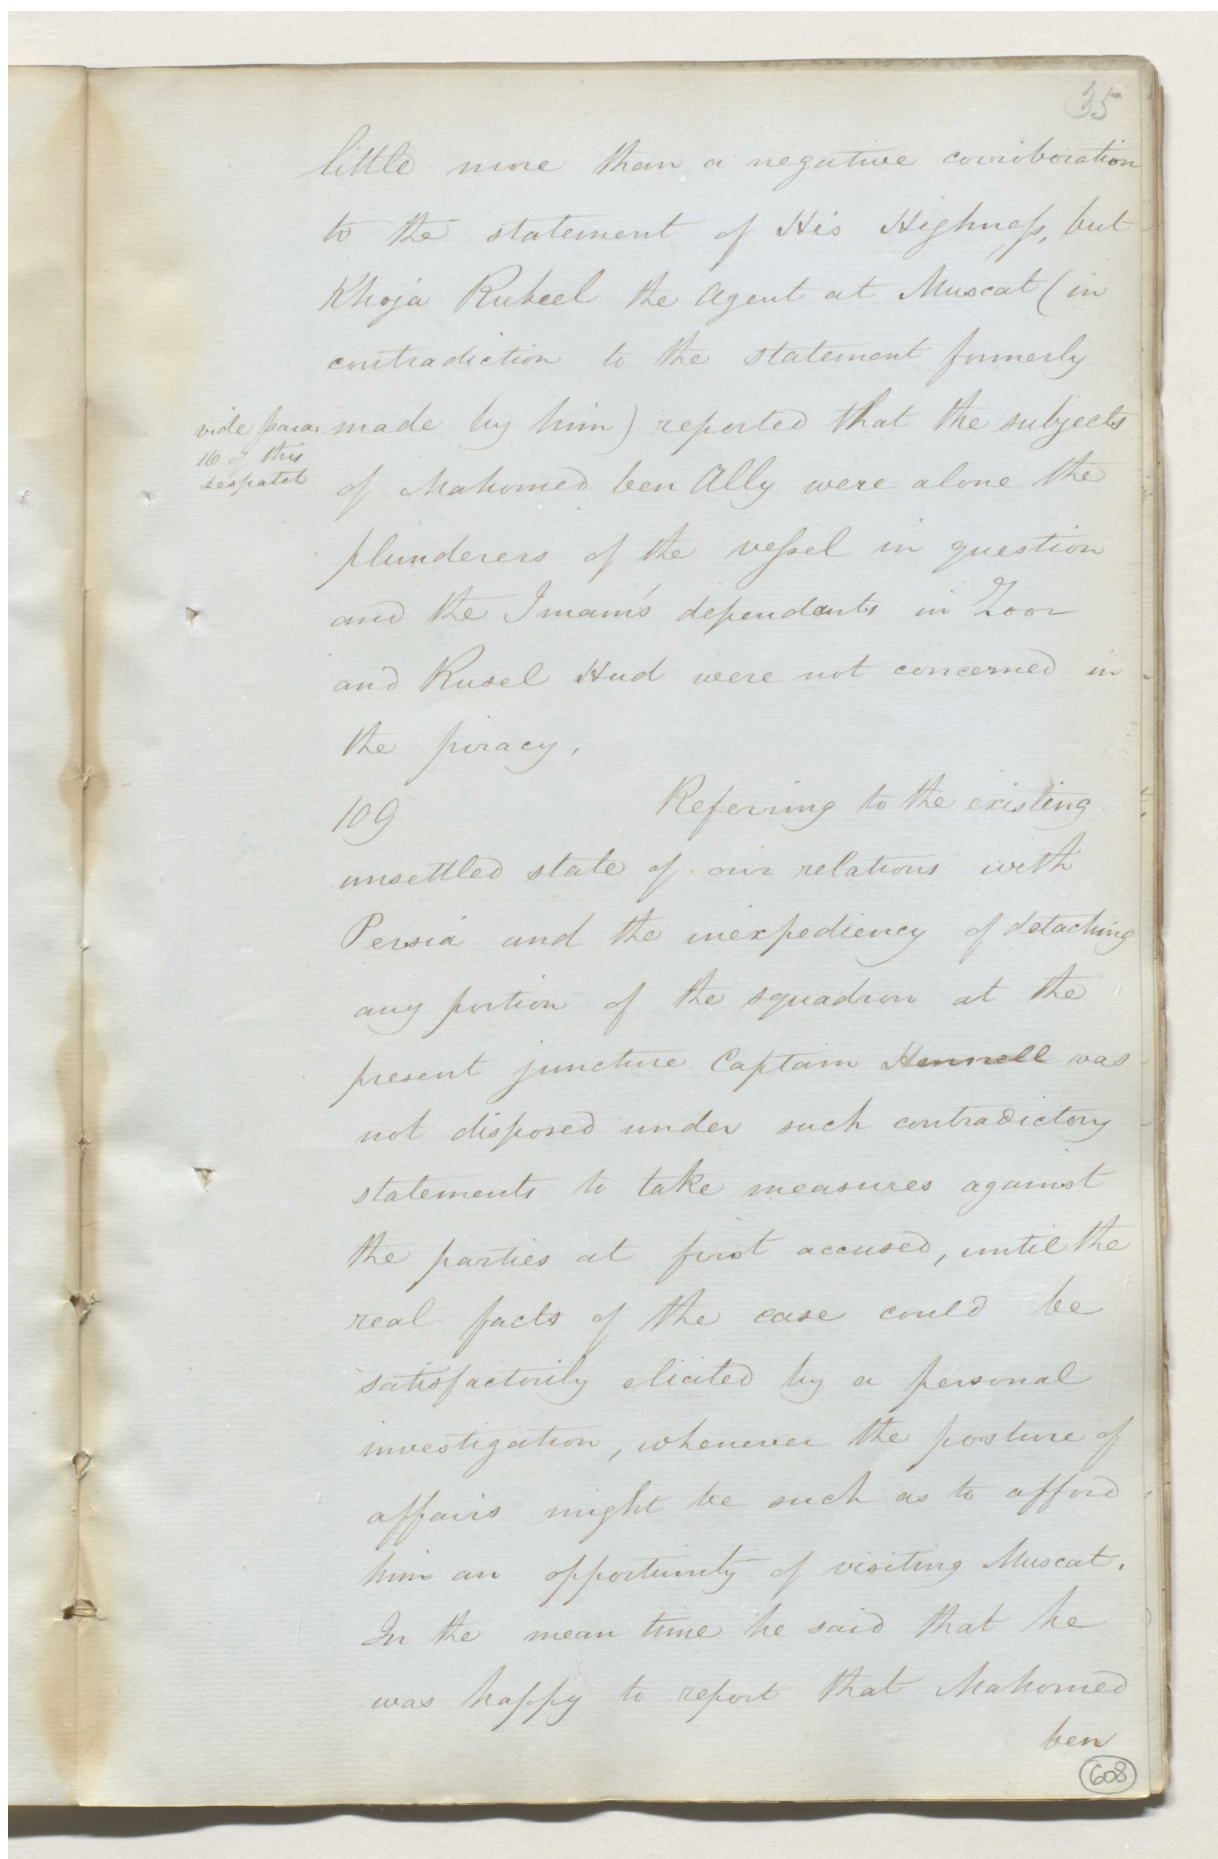 35
little more than a negative corroboration
to the statement of His Highness, but
Khoja Rubeel the Agent at Muscat (in
contradiction to the statement formerly
made by him) reported that the subjects
vide para.
16 of this
despatch
of Mahomed ben Ally were alone the
plunderers of the vessel in question
and the Imam's dependants in Zoor
and Rusel Hud were not concerned in
the piracy.
109 Referring to the existing
unsettled state of our relations with
Persia and the inexpediency of detaching
any portion of the squadron at the
present juncture Captain Hennell was
not disposed under such contradictory
statements to take measures against
the parties at first accused, until the
real facts of the case could be
satisfactorily elicited by a personal
investigation, whenever the posture of
affairs might be such as to afford
him an opportunity of visiting Muscat.
In the mean time he said that he
was happy to report that Mahomed
ben
608